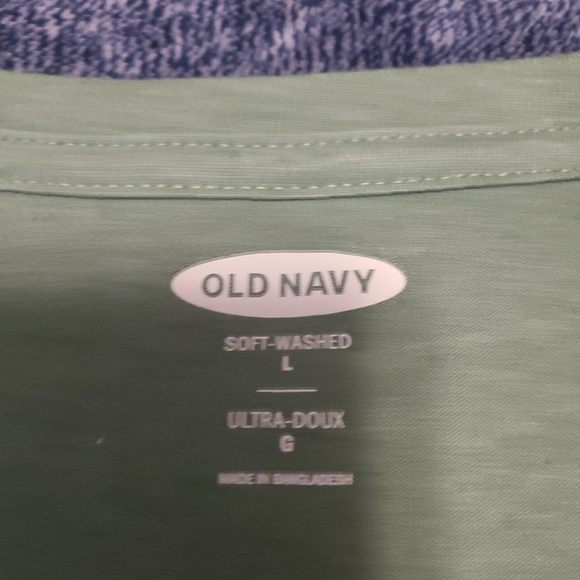 OLD NAVY
SOFT-WASHED
L
ULTRA-DOUX
G
MADE IN BANGLADESH